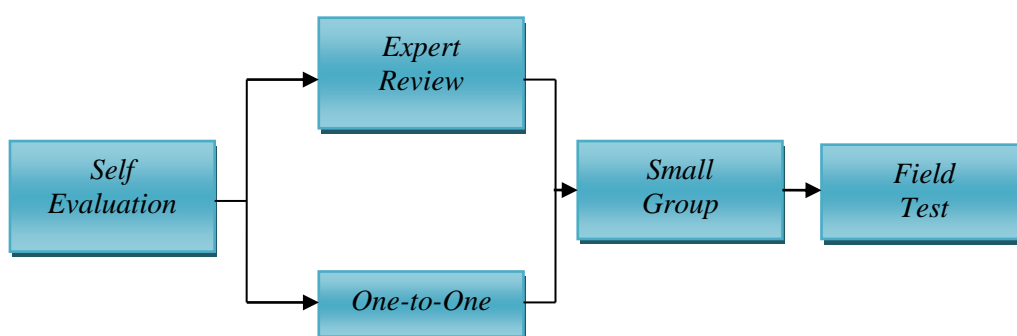 Expert
Review
Self
Evaluation
Small
Group
Field
Test
One-to-One